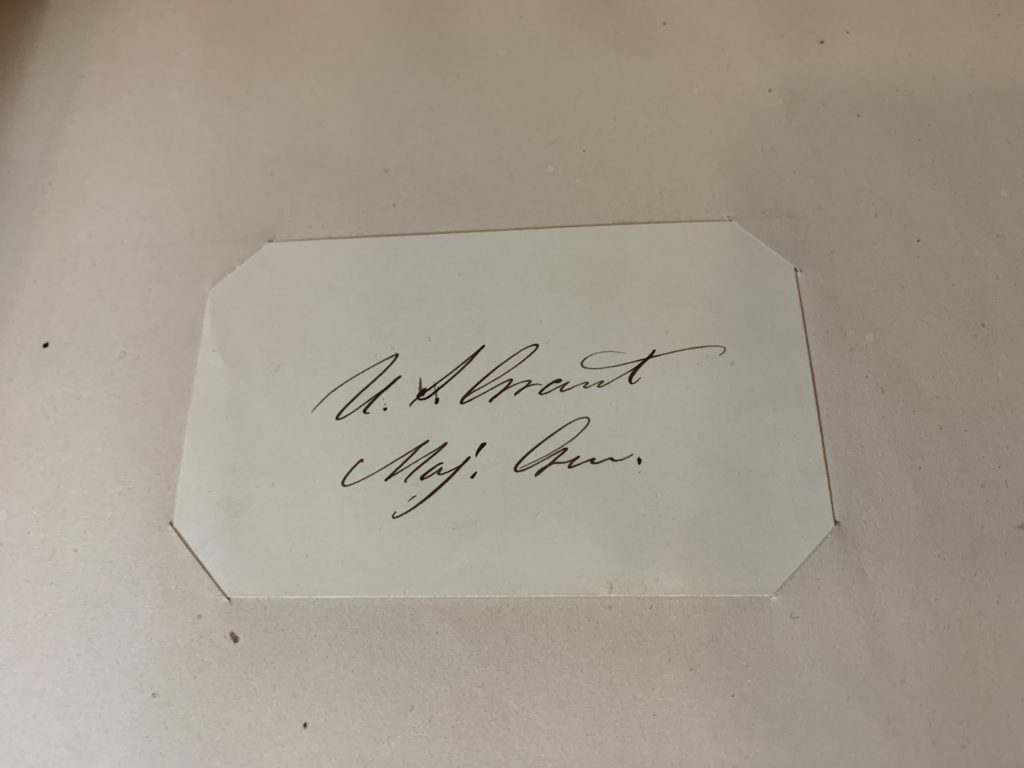 U. S. Grant
Maj. Gen.